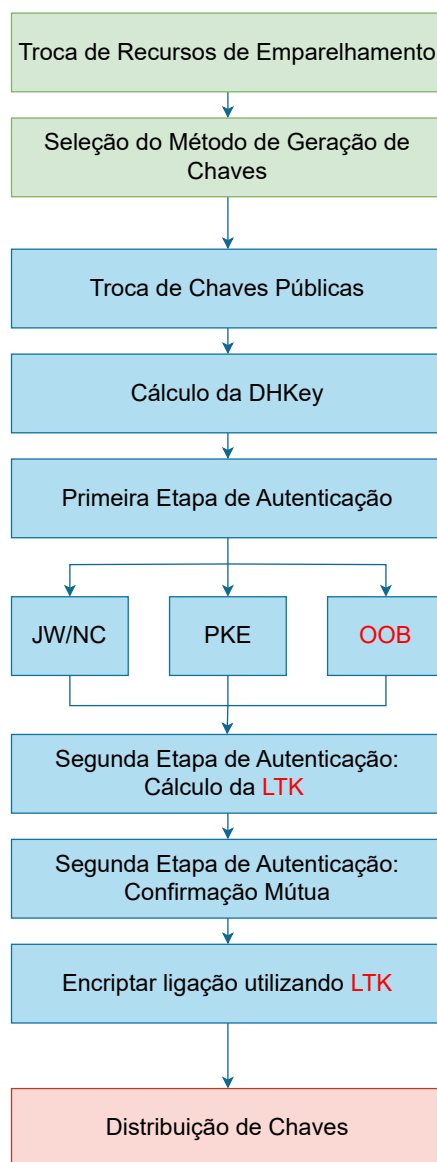 Troca de Recursos de Emparelhamento
Seleção do Método de Geração de
Chaves
Troca de Chaves Públicas
Cálculo da DHKey
Primeira Etapa de Autenticação
JW/NC
PKE
OOB
Segunda Etapa de Autenticação:
Cálculo da LTK
Segunda Etapa de Autenticação:
Confirmação Mútua
Encriptar ligação utilizando LTK
Distribuição de Chaves